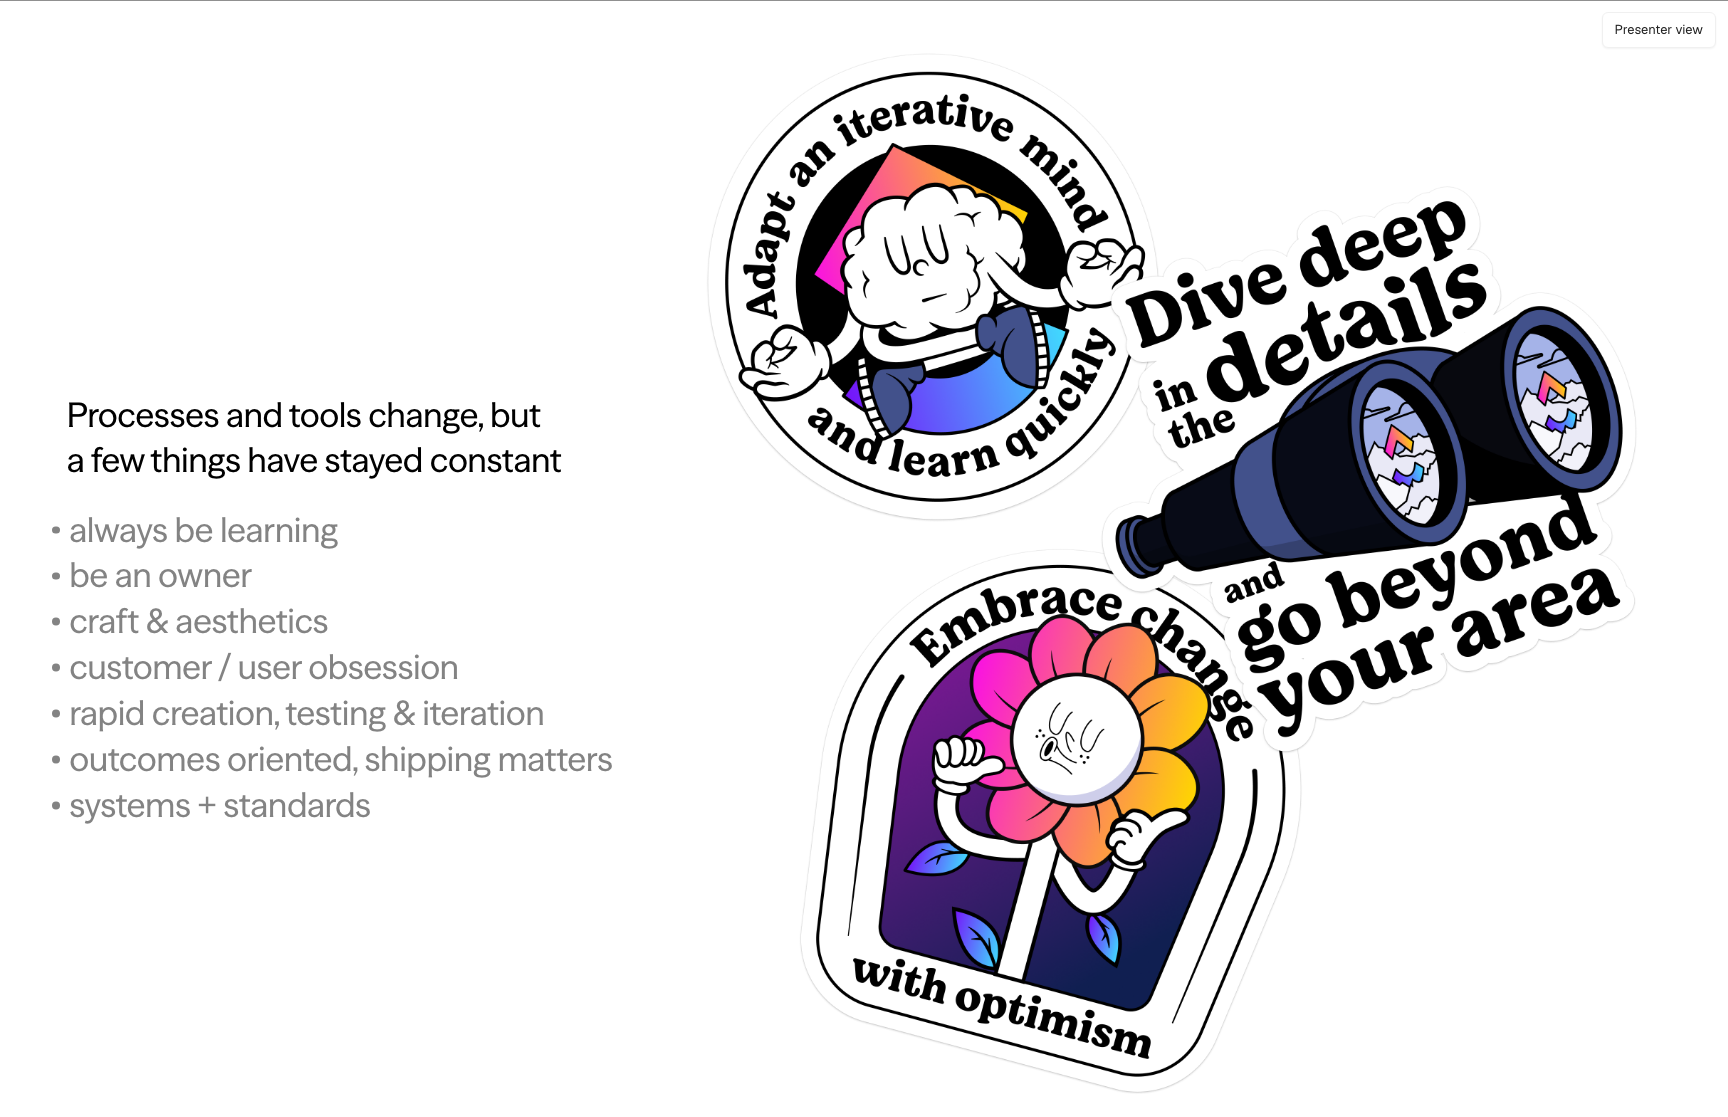 Presenter view
Processes and tools change, but
a few things have stayed constant
• always be learning
• be an owner
• craft & aesthetics
• customer / user obsession
• rapid creation, testing & iteration
• outcomes oriented, shipping matters
• systems + standards
Adapt an iterative mind
and learn quickly
Dive deep
in the details
and
go beyond
your area
Embrace change
with optimism